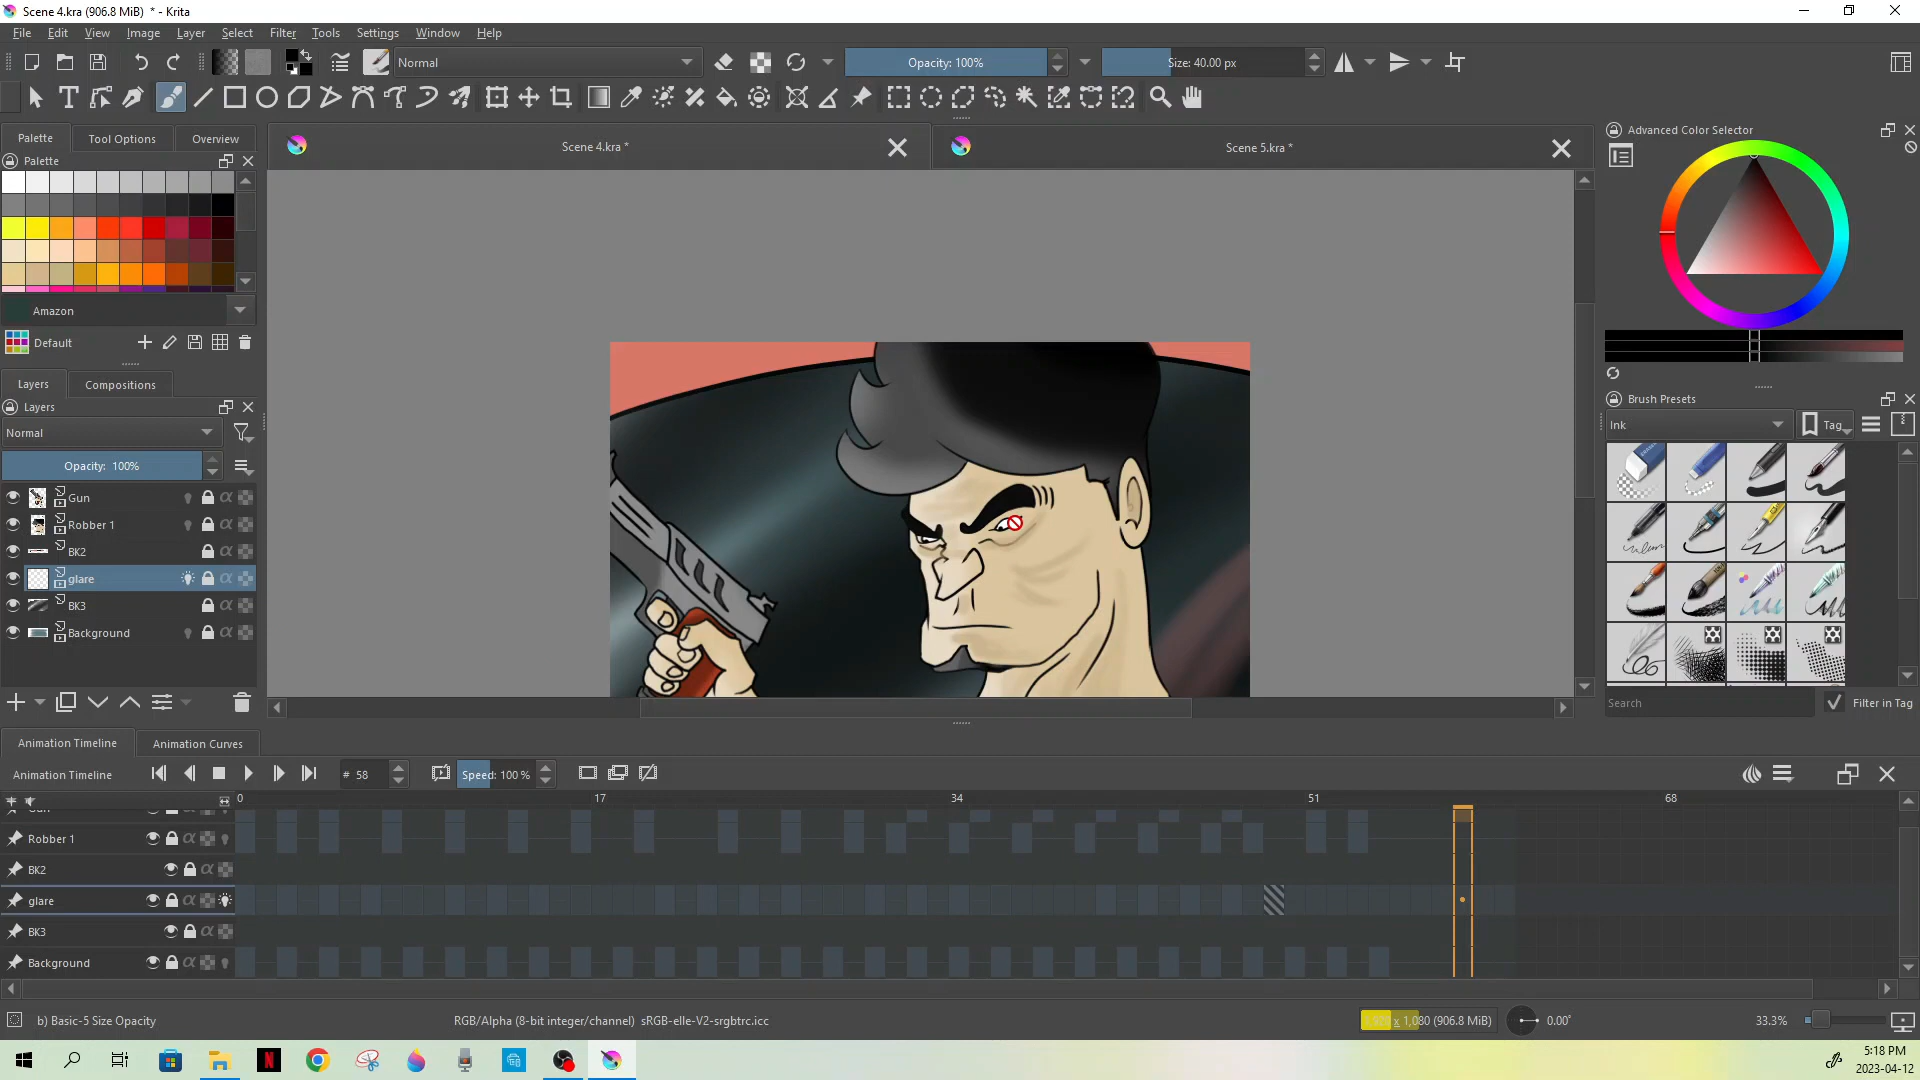 Scene 4.kra (906.8 MiB) * - Krita
File Edit View Image Layer Select Filter Tools Settings Window Help
Normal
Opacity: 100%
Size: 40.00 px
Palette Tool Options Overview
Scene 4.kra *
Scene 5.kra *
Advanced Color Selector
Palette
Amazon
Default
Layers Compositions
Layers
Normal
Opacity: 100%
Gun
Robber 1
BK2
glare
BK3
Background
Brush Presets
Ink
Tag
Search
Filter in Tag
Animation Timeline Animation Curves
Animation Timeline
# 58
Speed: 100 %
0 17 34 51 68
Robber 1
BK2
glare
BK3
Background
b) Basic-5 Size Opacity
RGB/Alpha (8-bit integer/channel) sRGB-elle-V2-srgbtrc.icc
x 1,080 (906.8 MiB)
0.00°
33.3%
5:18 PM
2023-04-12